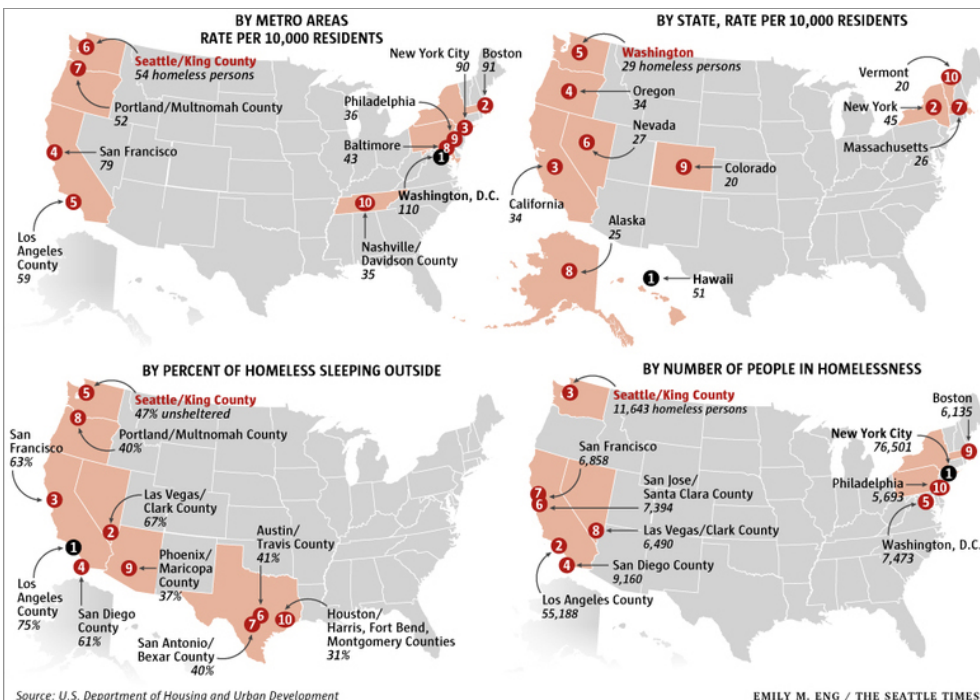 BY METRO AREAS
RATE PER 10,000 RESIDENTS
6
Seattle/King County
54 homeless persons
7
Portland/Multnomah County
52
4
San Francisco
79
5
Los
Angeles
County
59
New York City
90
Boston
91
2
Philadelphia
36
3
9
Baltimore
43
8
1
Washington, D.C.
110
10
Nashville/
Davidson County
35
BY STATE, RATE PER 10,000 RESIDENTS
5
Washington
29 homeless persons
4
Oregon
34
Nevada
27
6
3
California
34
9
Colorado
20
Vermont
20
10
New York
45
2
7
Massachusetts
26
Alaska
25
8
1
Hawaii
51
BY PERCENT OF HOMELESS SLEEPING OUTSIDE
5
Seattle/King County
47% unsheltered
8
Portland/Multnomah County
40%
San
Francisco
63%
3
Las Vegas/
Clark County
67%
2
1
Los
Angeles
County
75%
4
San Diego
County
61%
9
Phoenix/
Maricopa
County
37%
Austin/
Travis County
41%
6
7
10
San Antonio/
Bexar County
40%
Houston/
Harris, Fort Bend,
Montgomery Counties
31%
BY NUMBER OF PEOPLE IN HOMELESSNESS
3
Seattle/King County
11,643 homeless persons
Boston
6,135
9
New York City
76,501
1
San Francisco
6,858
7
6
San Jose/
Santa Clara County
7,394
Philadelphia
5,693
10
5
Washington, D.C.
7,473
8
Las Vegas/Clark County
6,490
2
4
San Diego County
9,160
Los Angeles County
55,188
Source: U.S. Department of Housing and Urban Development
EMILY M. ENG / THE SEATTLE TIMES